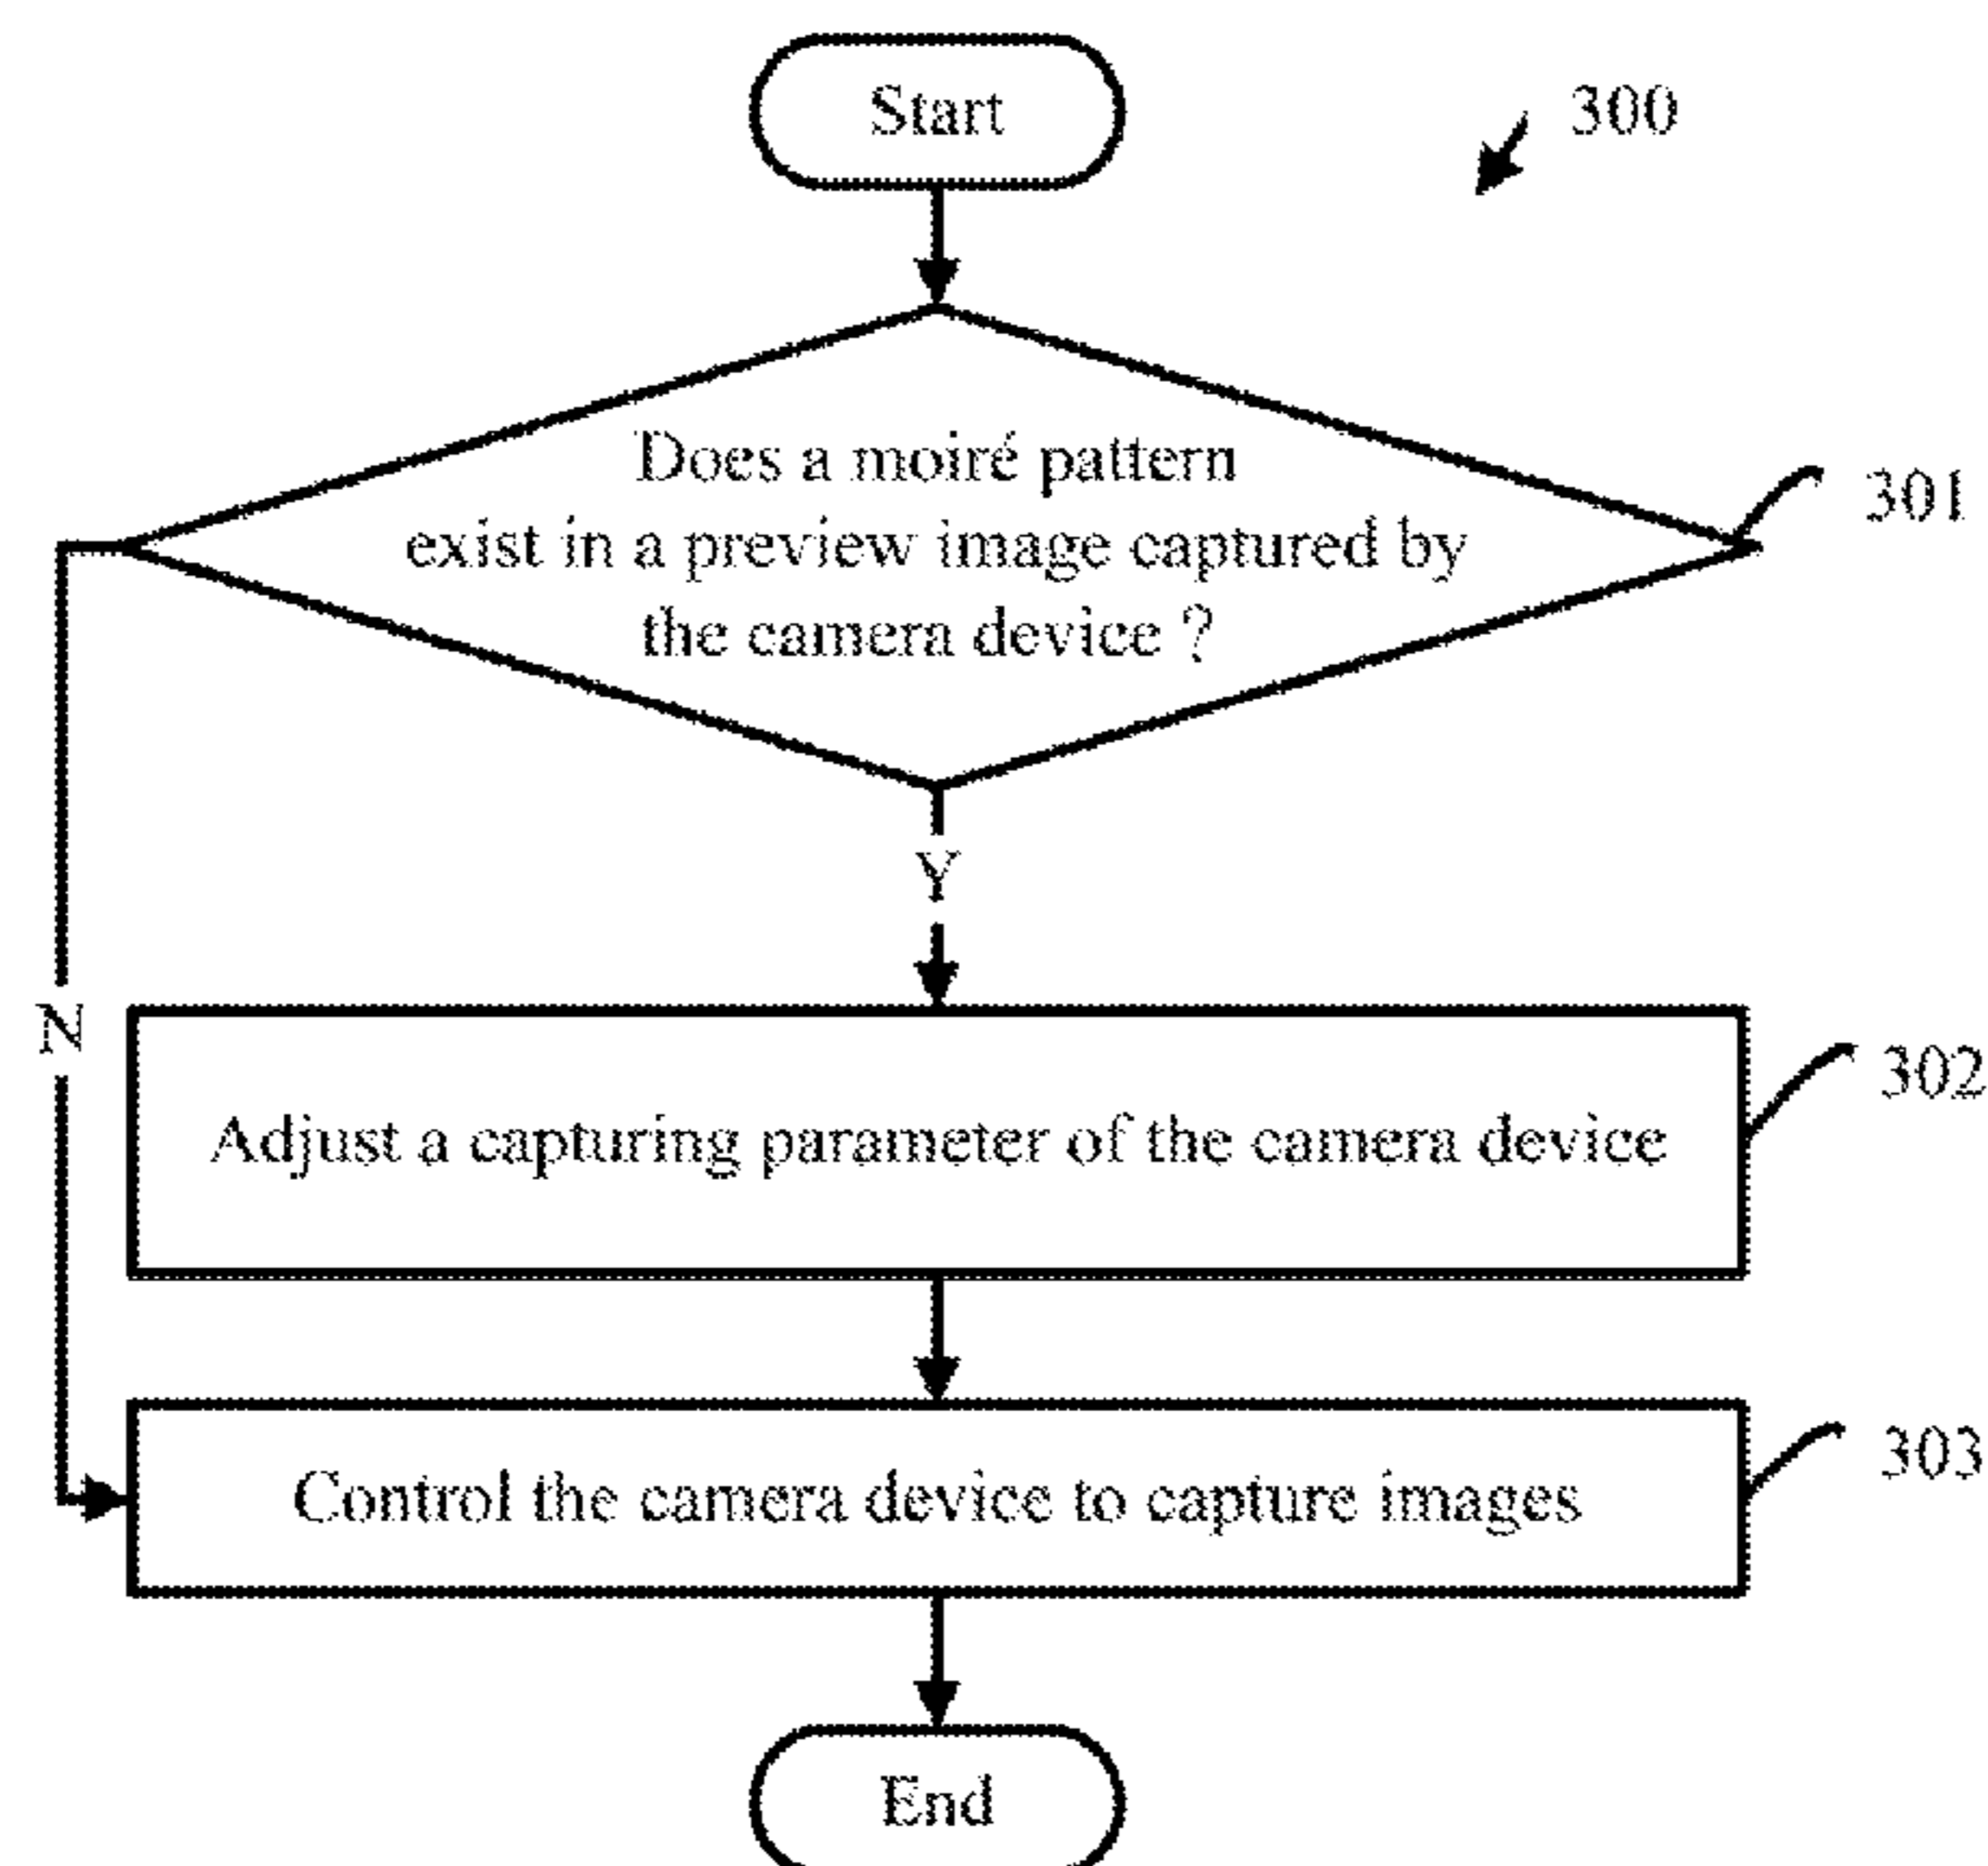 Start
300
Does a moiré pattern
exist in a preview image captured by
the camera device ?
301
Y
N
Adjust a capturing parameter of the camera device
302
Control the camera device to capture images
303
End